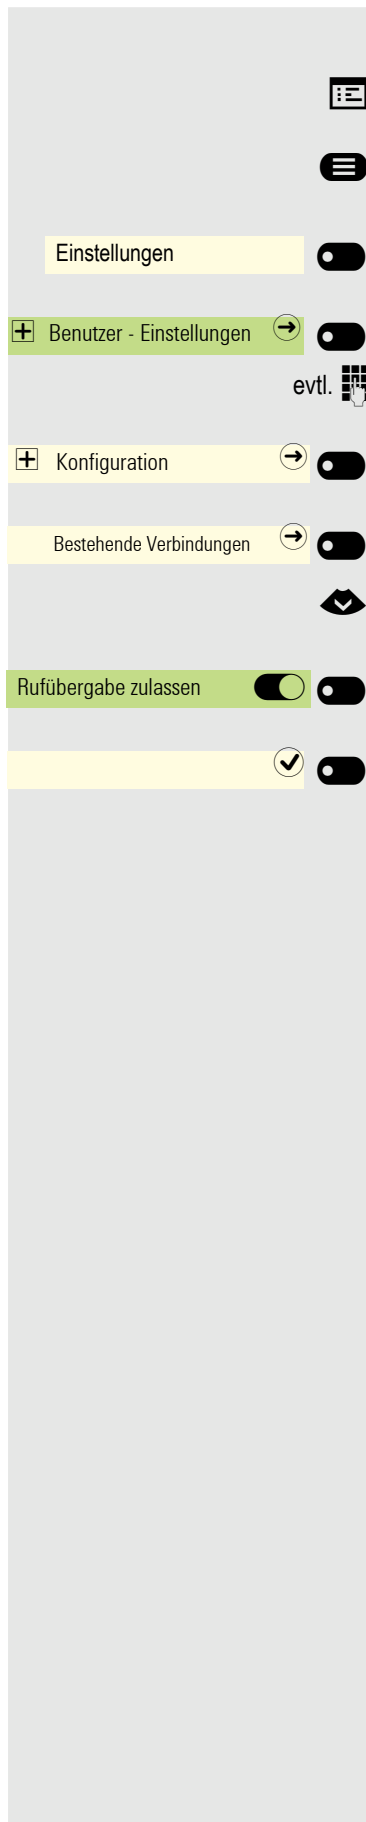 Einstellungen
Benutzer - Einstellungen
evtl.
Konfiguration
Bestehende Verbindungen
Rufübergabe zulassen